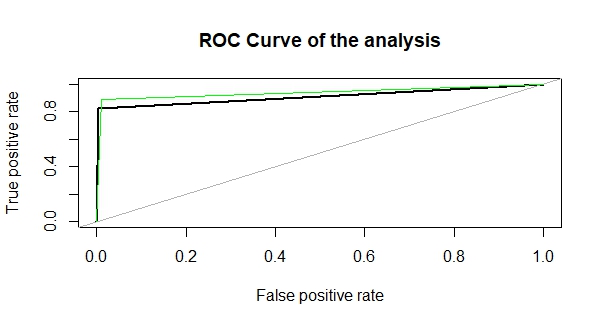 ROC Curve of the analysis
True positive rate
0.8
0.4
0.0
0.0 0.2 0.4 0.6 0.8 1.0
False positive rate